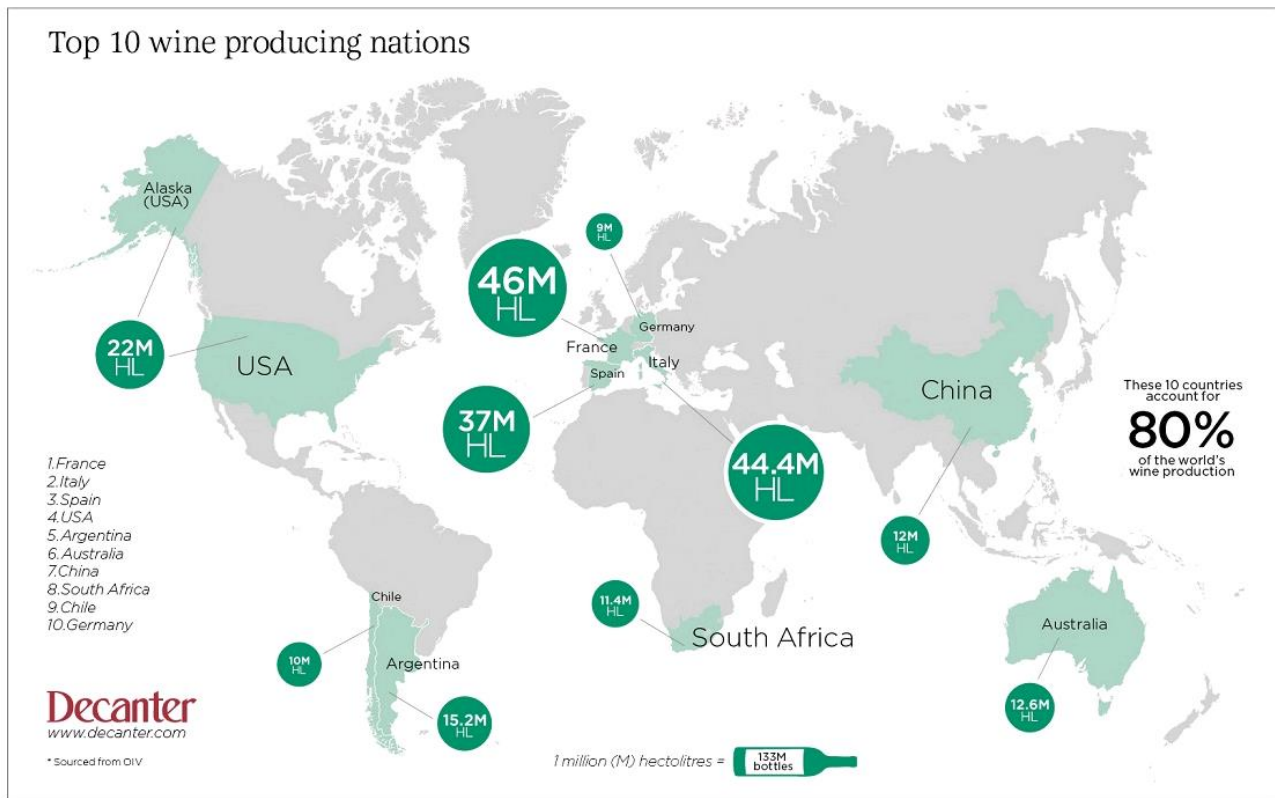 Top 10 wine producing nations
Alaska
(USA)
22M
HL
USA
46M
HL
9M
HL
Germany
France
Italy
Spain
37M
HL
44.4M
HL
China
12M
HL
These 10 countries
account for
80%
of the world's
wine production
1.France
2.Italy
3.Spain
4.USA
5.Argentina
6.Australia
7.China
8.South Africa
9.Chile
10.Germany
Chile
10M
HL
Argentina
15.2M
HL
11.4M
HL
South Africa
Australia
12.6M
HL
Decanter
www.decanter.com
* Sourced from OIV
1 million (M) hectolitres =
133M
bottles